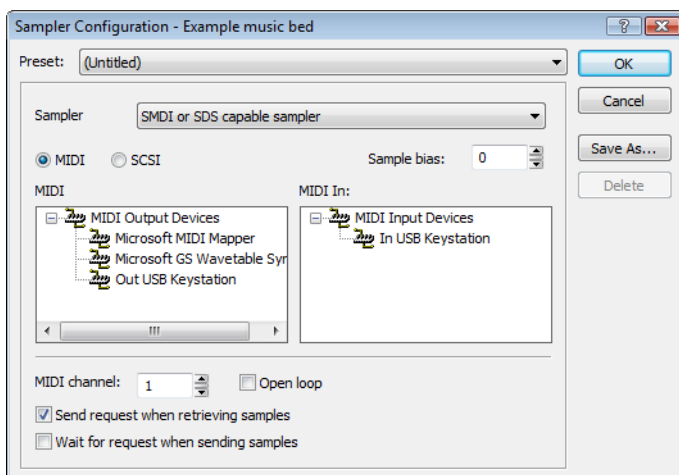 Sampler Configuration - Example music bed
Preset: (Untitled)
OK
Cancel
Save As...
Delete
Sampler SMDI or SDS capable sampler
MIDI SCSI Sample bias: 0
MIDI MIDI In:
MIDI Output Devices
Microsoft MIDI Mapper
Microsoft GS Wavetable Syr
Out USB Keystation
MIDI Input Devices
In USB Keystation
MIDI channel: 1 Open loop
Send request when retrieving samples
Wait for request when sending samples